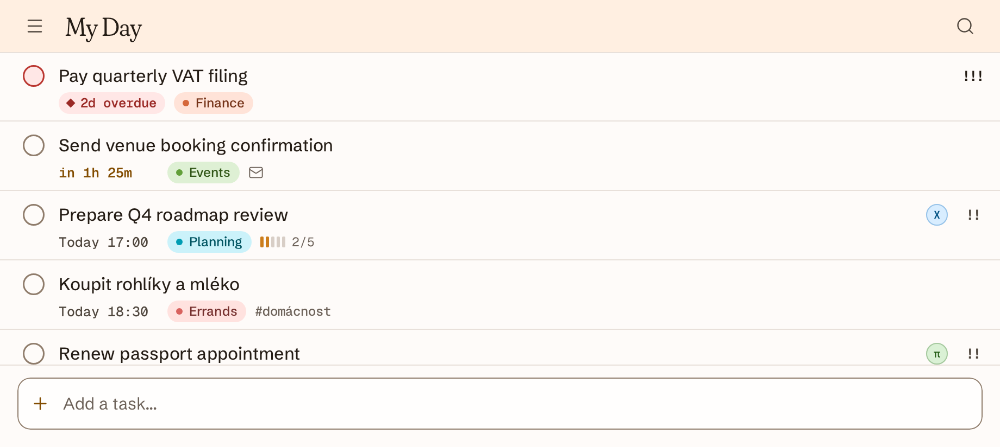 My Day
Pay quarterly VAT filing !!!
2d overdue Finance
Send venue booking confirmation
in 1h 25m Events
Prepare Q4 roadmap review X !!
Today 17:00 Planning 2/5
Koupit rohlíky a mléko
Today 18:30 Errands #domácnost
Renew passport appointment π !!
Add a task...